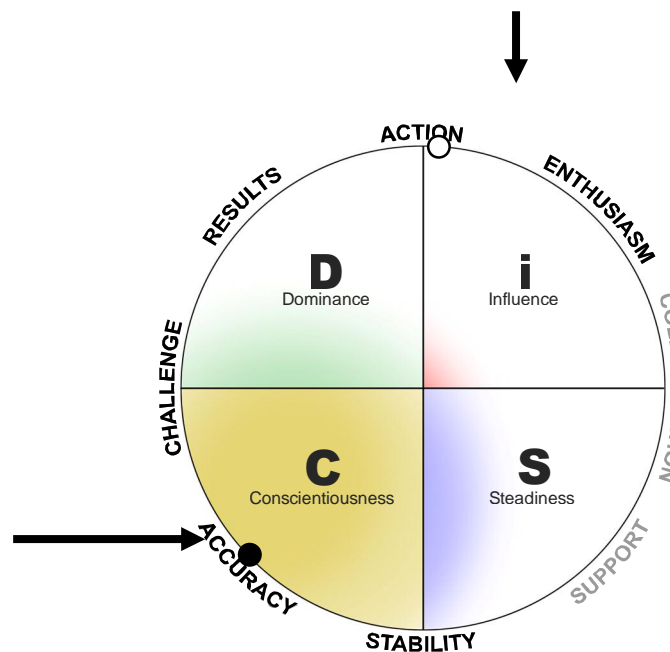 ACTION
RESULTS
ENTHUSIASM
D
Dominance
i
Influence
CHALLENGE
C
Conscientiousness
S
Steadiness
ACCURACY
SUPPORT
STABILITY